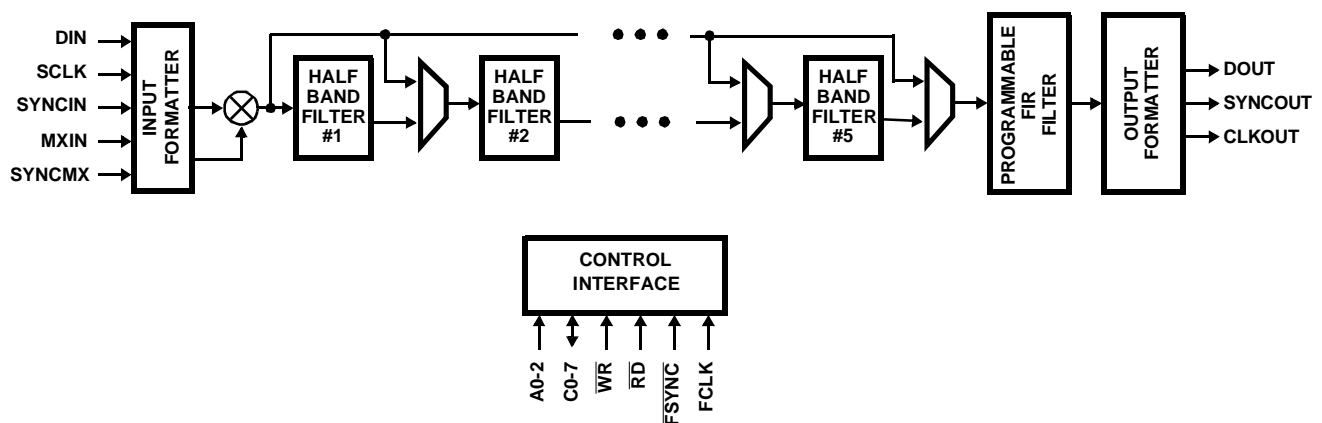 DIN
SCLK
SYNCIN
MXIN
SYNCMX
INPUT
FORMATTER
HALF
BAND
FILTER
#1
HALF
BAND
FILTER
#2
HALF
BAND
FILTER
#5
PROGRAMMABLE
FIR
FILTER
OUTPUT
FORMATTER
DOUT
SYNCOUT
CLKOUT
CONTROL
INTERFACE
A0-2
C0-7
WR
RD
FSYNC
FCLK